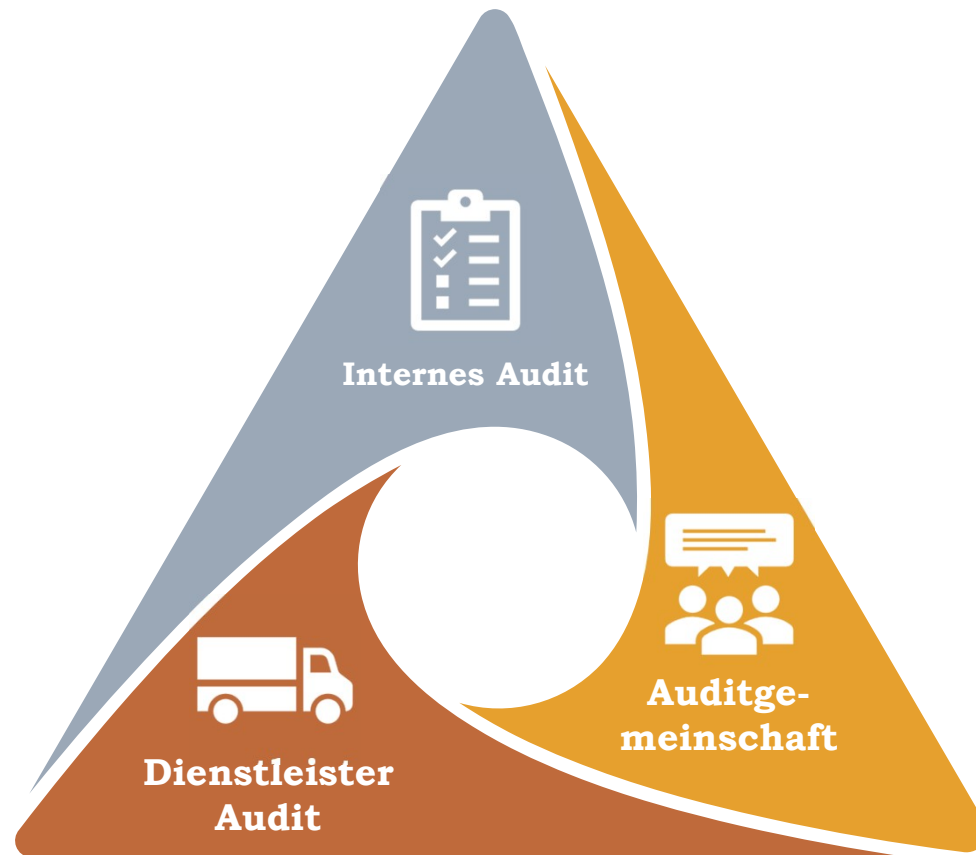 Internes Audit
Auditge-
meinschaft
Dienstleister
Audit